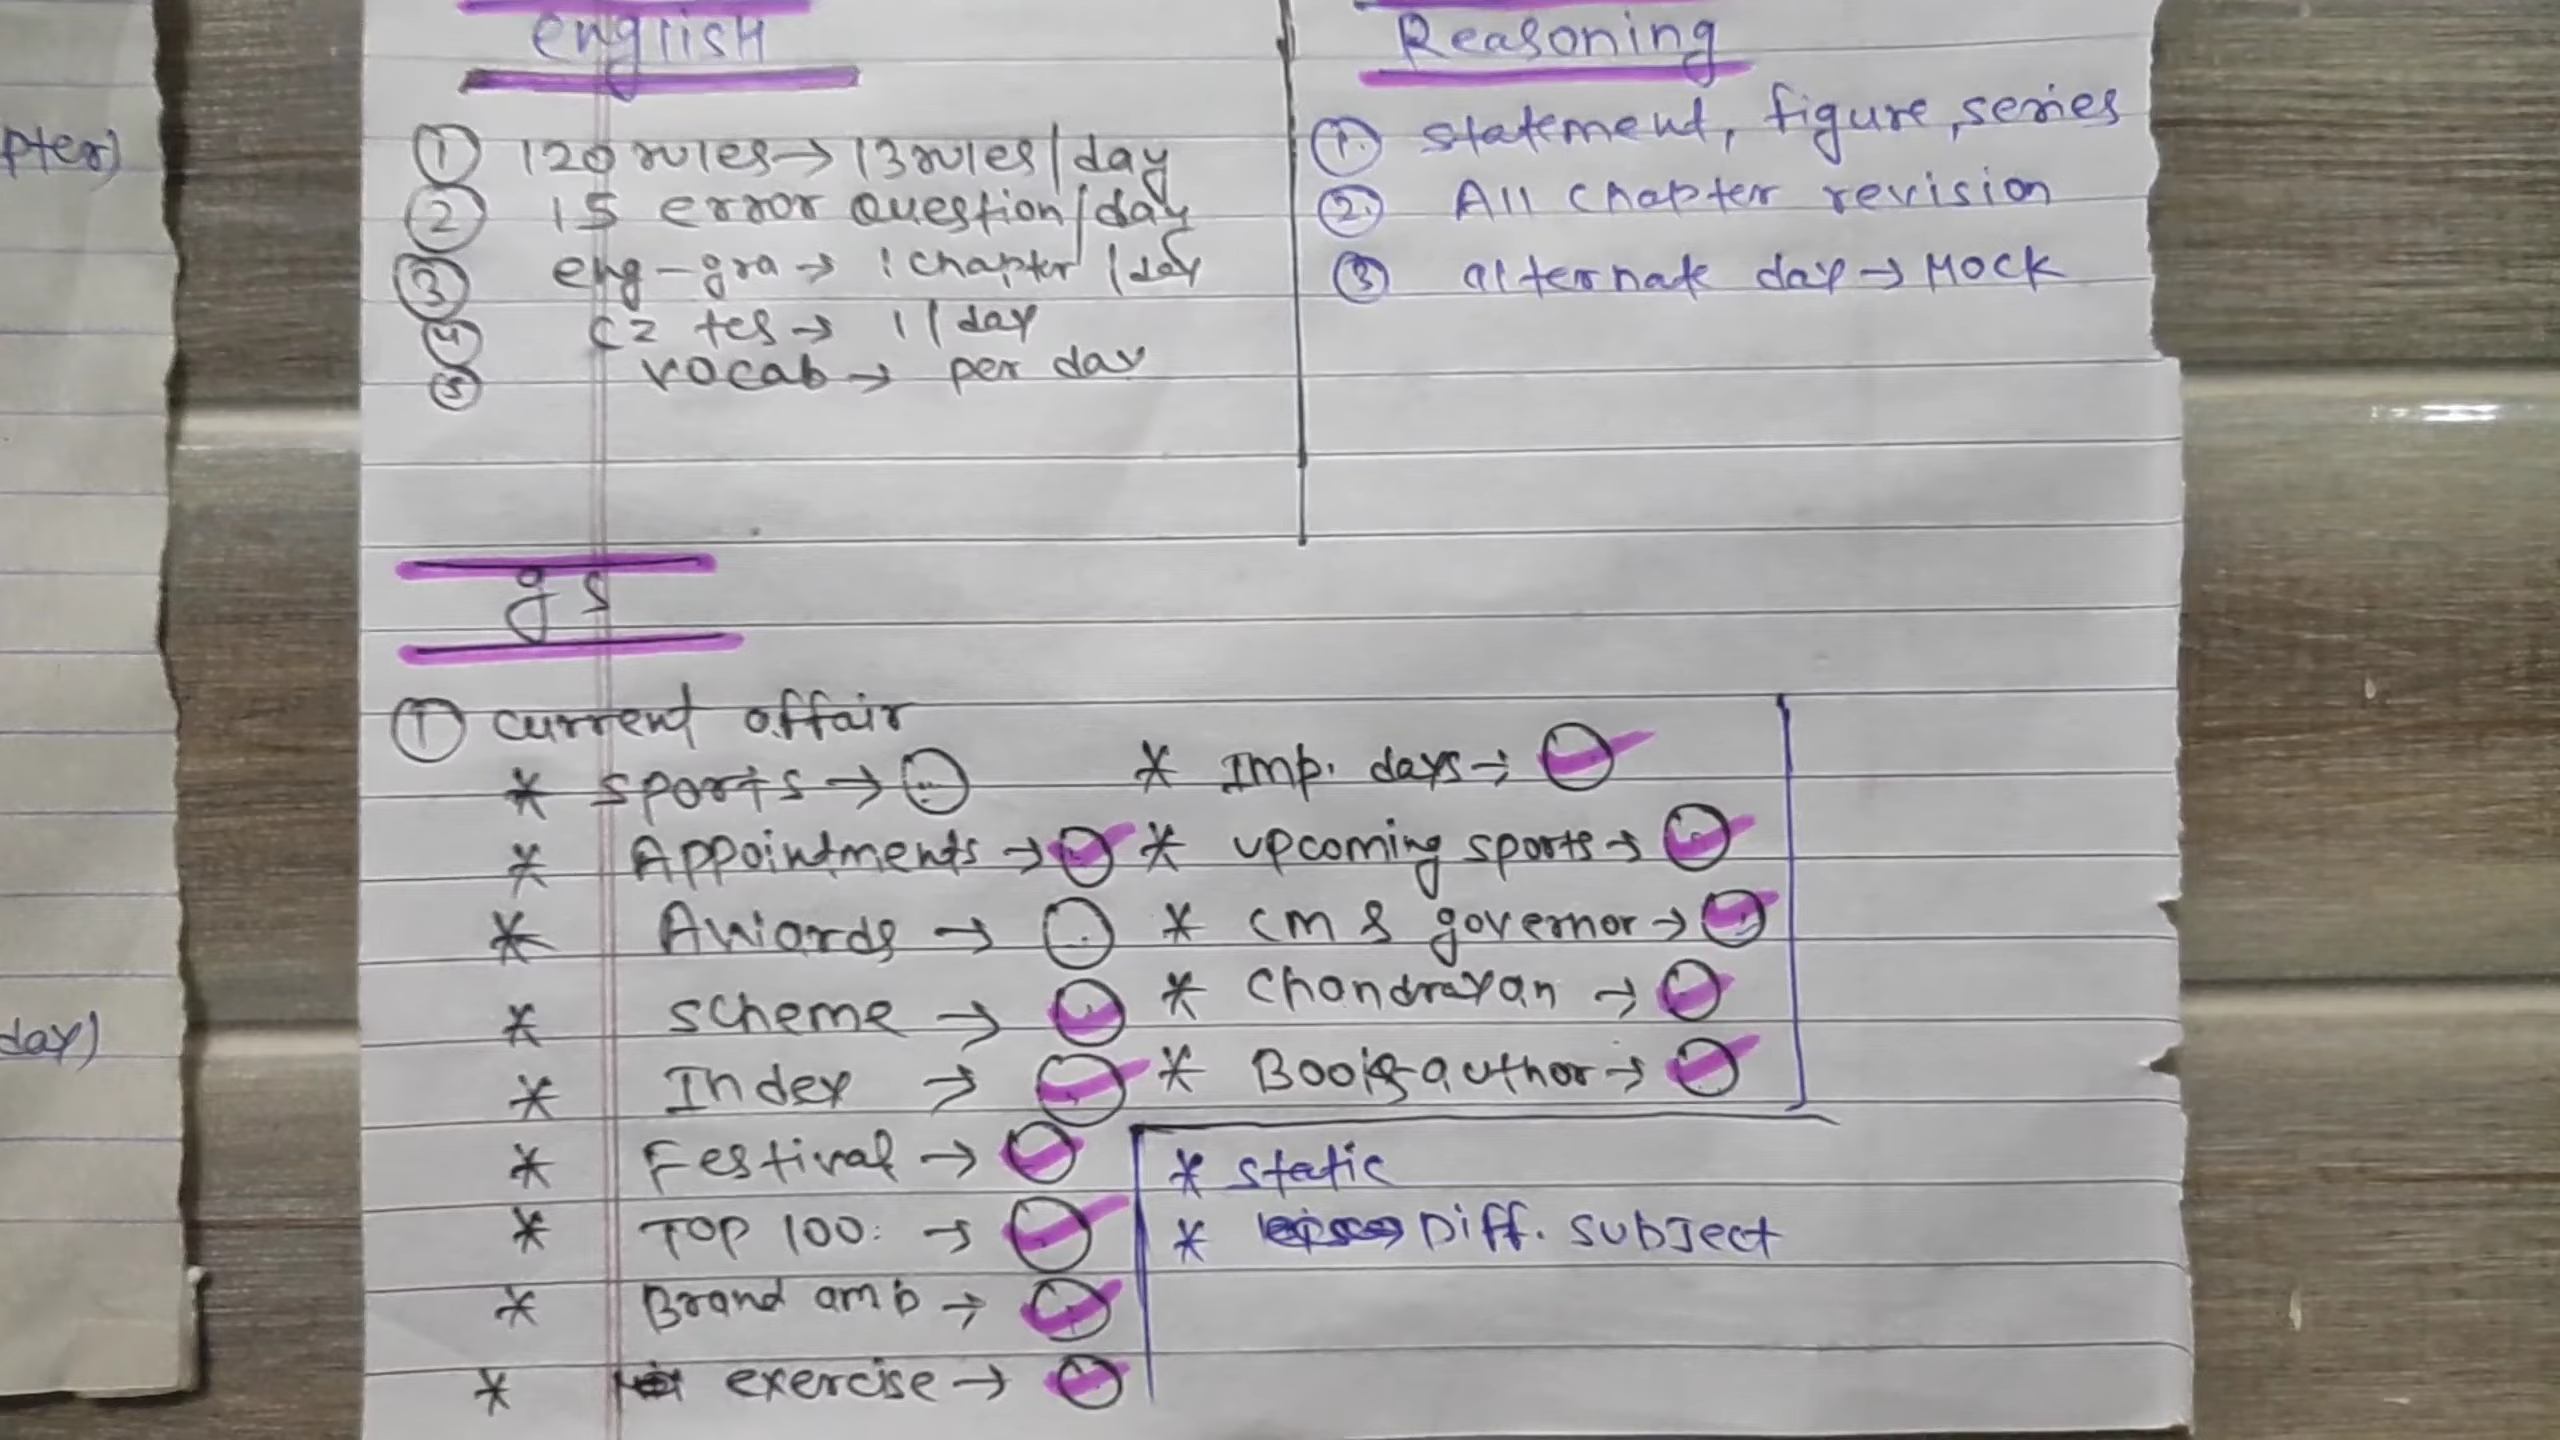 pter)
day)
english
① 120 rules → 13 rules/day
② 15 error question/day
③ eng-gra → 1 chapter/day
④ c2 tes → 1/day
⑤ vocab → per day
Reasoning
①. statement, figure, series
②. All chapter revision
③ alternate day → Mock
gs
① current affair
* sports →
* Appointments →
* Awards →
* scheme →
* Index →
* Festival →
* TOP 100: →
* Brand amb →
* exercise →
* Imp. days →
* upcoming sports →
* CM & governor →
* Chandrayan →
* Books-author →
* static
* Diff. subject